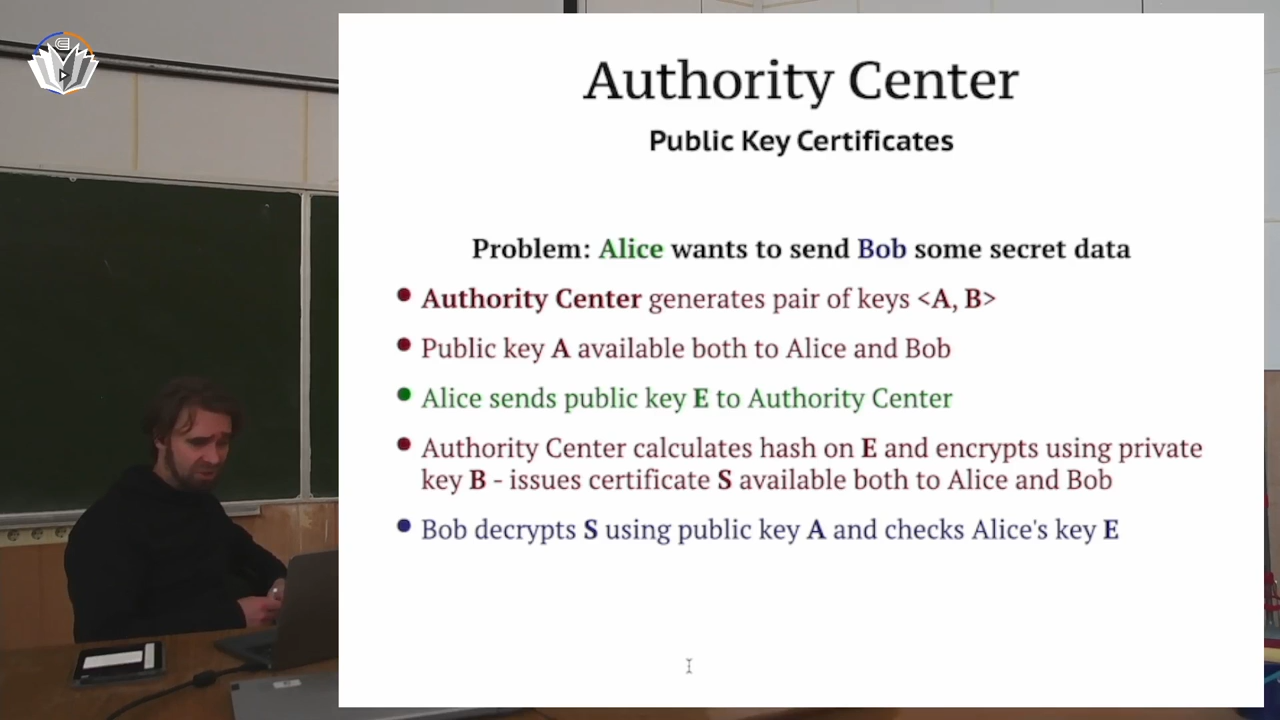 Authority Center
Public Key Certificates
Problem: Alice wants to send Bob some secret data
• Authority Center generates pair of keys <A, B>
• Public key A available both to Alice and Bob
• Alice sends public key E to Authority Center
• Authority Center calculates hash on E and encrypts using private
key B - issues certificate S available both to Alice and Bob
• Bob decrypts S using public key A and checks Alice's key E